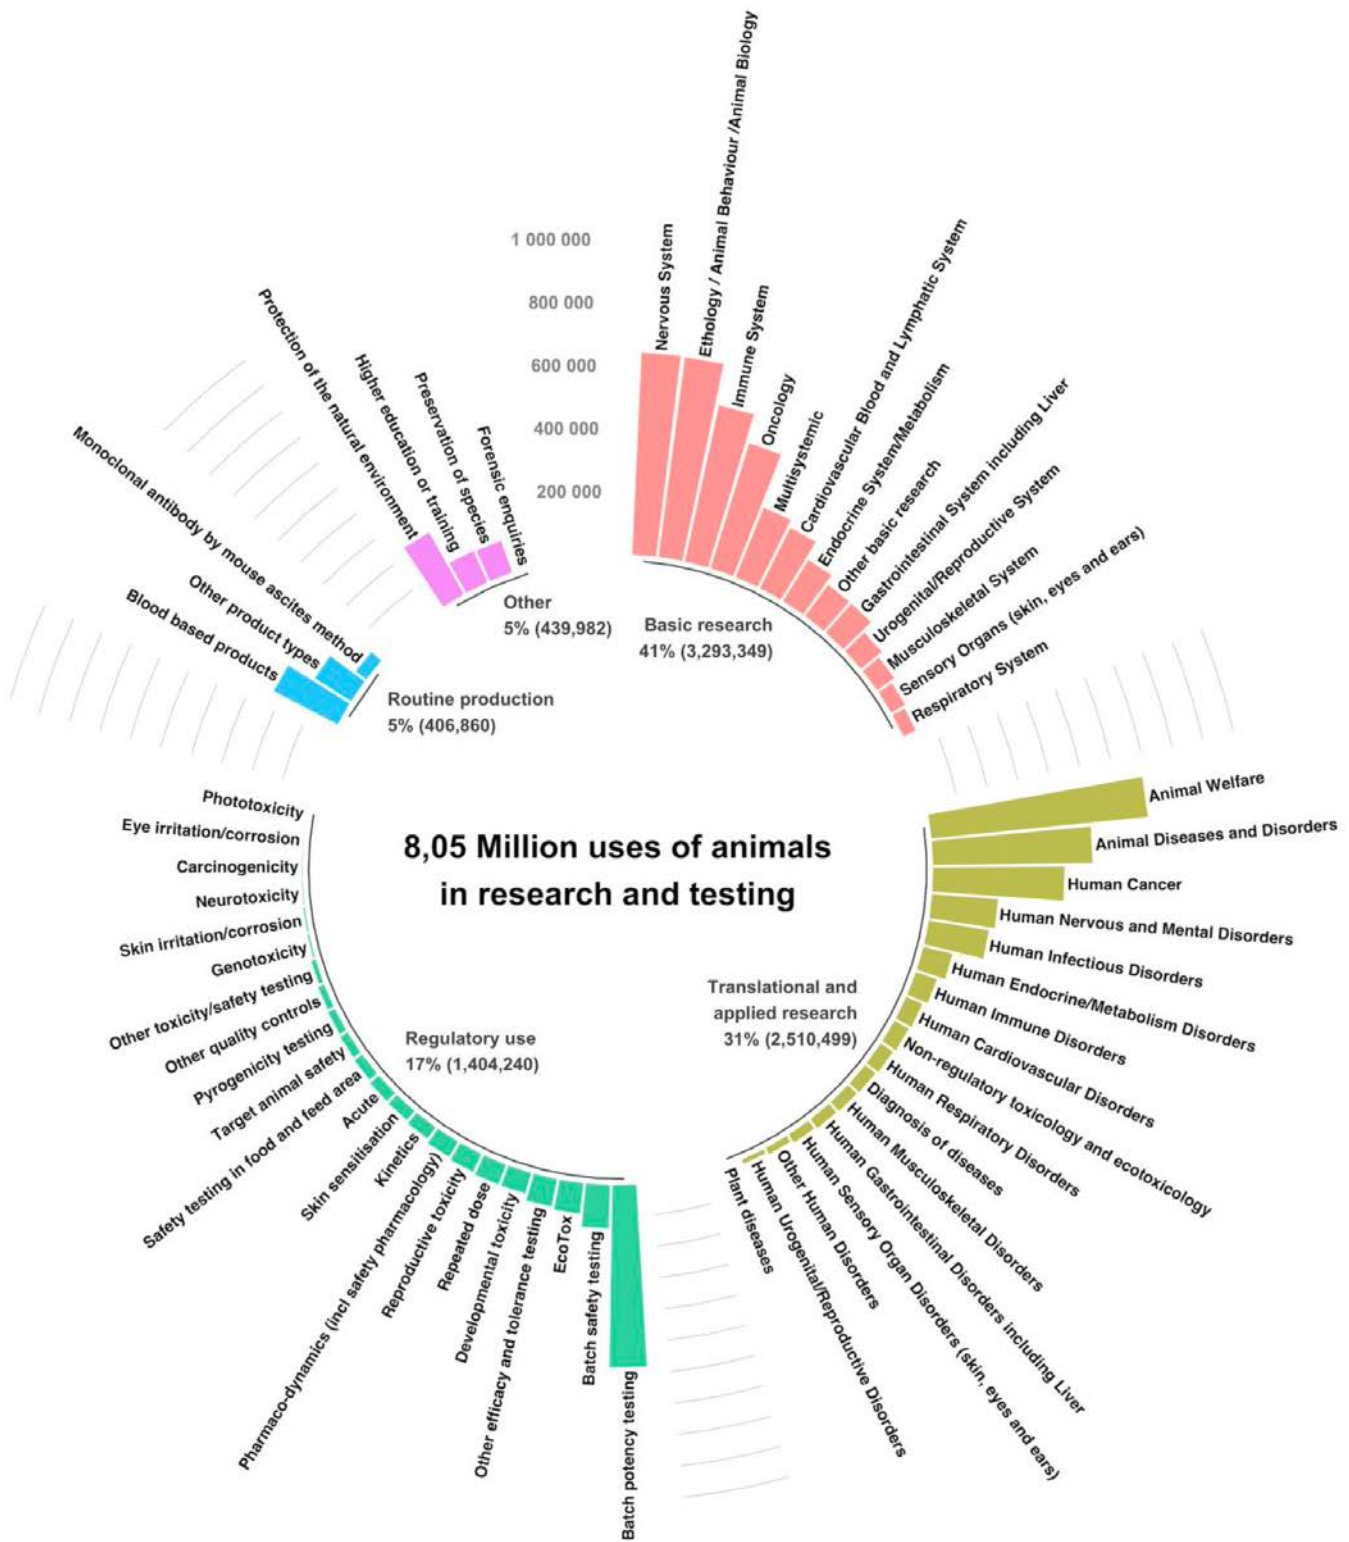 1 000 000
800 000
600 000
400 000
200 000
Nervous System
Ethology / Animal Behaviour /Animal Biology
Immune System
Oncology
Multisystemic
Cardiovascular Blood and Lymphatic System
Endocrine System/Metabolism
Other basic research
Gastrointestinal System including Liver
Urogenital/Reproductive System
Musculoskeletal System
Sensory Organs (skin, eyes and ears)
Respiratory System
Basic research
41% (3,293,349)
Animal Welfare
Animal Diseases and Disorders
Human Cancer
Human Nervous and Mental Disorders
Human Infectious Disorders
Human Endocrine/Metabolism Disorders
Human Immune Disorders
Human Cardiovascular Disorders
Non-regulatory toxicology and ecotoxicology
Human Respiratory Disorders
Diagnosis of diseases
Human Musculoskeletal Disorders
Human Gastrointestinal Disorders including Liver
Human Sensory Organ Disorders (skin, eyes and ears)
Other Human Disorders
Human Urogenital/Reproductive Disorders
Plant diseases
Translational and
applied research
31% (2,510,499)
Batch potency testing
Batch safety testing
EcoTox
Other efficacy and tolerance testing
Developmental toxicity
Repeated dose
Reproductive toxicity
Pharmaco-dynamics (incl safety pharmacology)
Kinetics
Skin sensitisation
Acute
Safety testing in food and feed area
Target animal safety
Pyrogenicity testing
Other quality controls
Other toxicity/safety testing
Genotoxicity
Skin irritation/corrosion
Neurotoxicity
Carcinogenicity
Eye irritation/corrosion
Phototoxicity
Regulatory use
17% (1,404,240)
Blood based products
Other product types
Monoclonal antibody by mouse ascites method
Routine production
5% (406,860)
Protection of the natural environment
Higher education or training
Preservation of species
Forensic enquiries
Other
5% (439,982)
8,05 Million uses of animals
in research and testing